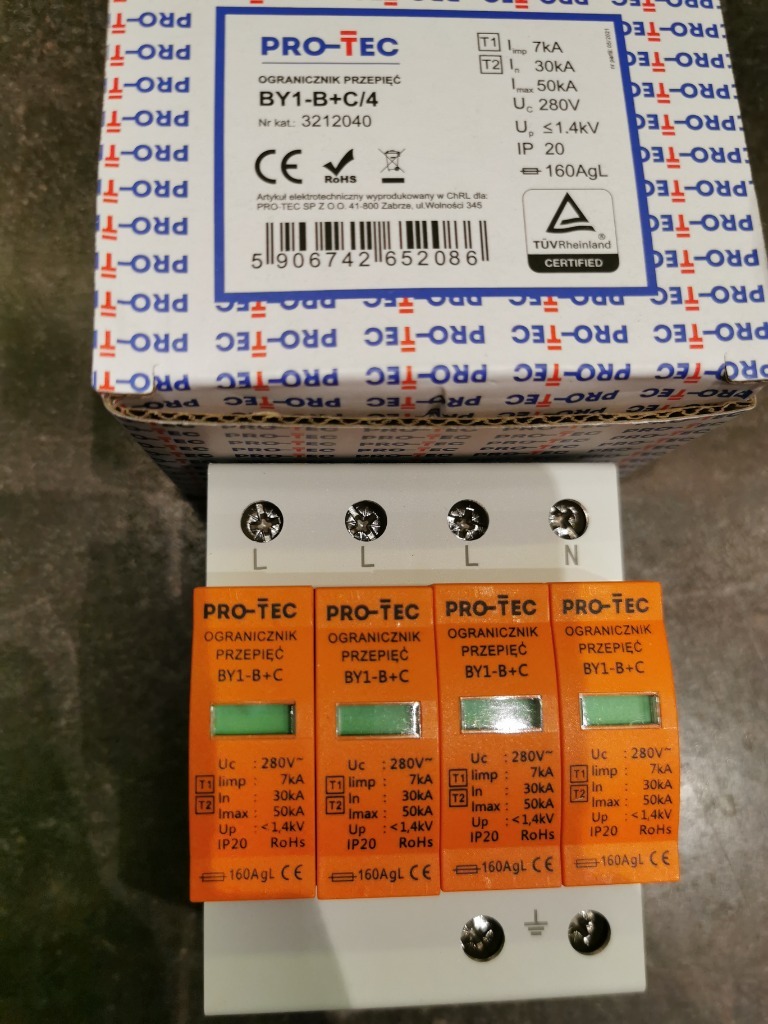 PRO-TEC
OGRANICZNIK PRZEPIĘĆ
BY1-B+C/4
Nr kat.: 3212040
CE RoHS
Artykuł elektrotechniczny wyprodukowany w ChRL dla:
PRO-TEC SP Z O.O. 41-800 Zabrze, ul.Wolności 345
5 906742 652086
T1 Iimp 7kA
T2 In 30kA
Imax 50kA
Uc 280V
Up ≤1.4kV
IP 20
160AgL
TÜVRheinland®
CERTIFIED
L L L N
PRO-TEC
OGRANICZNIK
PRZEPIĘĆ
BY1-B+C
Uc : 280V~
T1 Iimp : 7kA
T2 In : 30kA
Imax : 50kA
Up : <1,4kV
IP20 RoHs
160AgL CE
PRO-TEC
OGRANICZNIK
PRZEPIĘĆ
BY1-B+C
Uc : 280V~
T1 Iimp : 7kA
T2 In : 30kA
Imax : 50kA
Up : <1,4kV
IP20 RoHs
160AgL CE
PRO-TEC
OGRANICZNIK
PRZEPIĘĆ
BY1-B+C
Uc : 280V~
T1 Iimp : 7kA
T2 In : 30kA
Imax : 50kA
Up : <1,4kV
IP20 RoHs
160AgL CE
PRO-TEC
OGRANICZNIK
PRZEPIĘĆ
BY1-B+C
Uc : 280V~
T1 Iimp : 7kA
T2 In : 30kA
Imax : 50kA
Up : <1,4kV
IP20 RoHs
160AgL CE